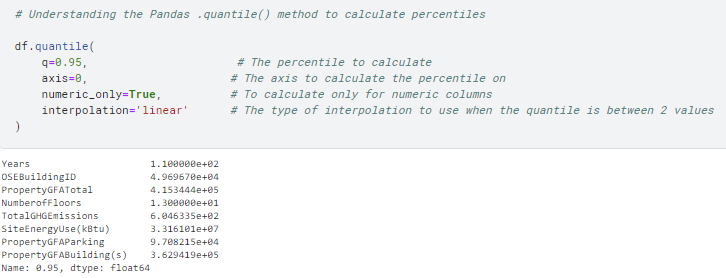 # Understanding the Pandas .quantile() method to calculate percentiles
df.quantile(
q=0.95, # The percentile to calculate
axis=0, # The axis to calculate the percentile on
numeric_only=True, # To calculate only for numeric columns
interpolation='linear' # The type of interpolation to use when the quantile is between 2 values
)
Years 1.100000e+02
OSEBuildingID 4.969670e+04
PropertyGFATotal 4.153444e+05
NumberofFloors 1.300000e+01
TotalGHGEmissions 6.046335e+02
SiteEnergyUse(kBtu) 3.316101e+07
PropertyGFAParking 9.708215e+04
PropertyGFABuilding(s) 3.629419e+05
Name: 0.95, dtype: float64